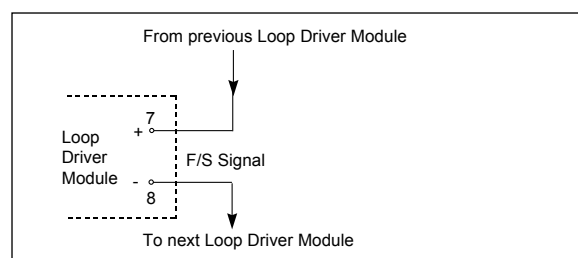 From previous Loop Driver Module
7
+
Loop
Driver
Module
F/S Signal
-
8
To next Loop Driver Module